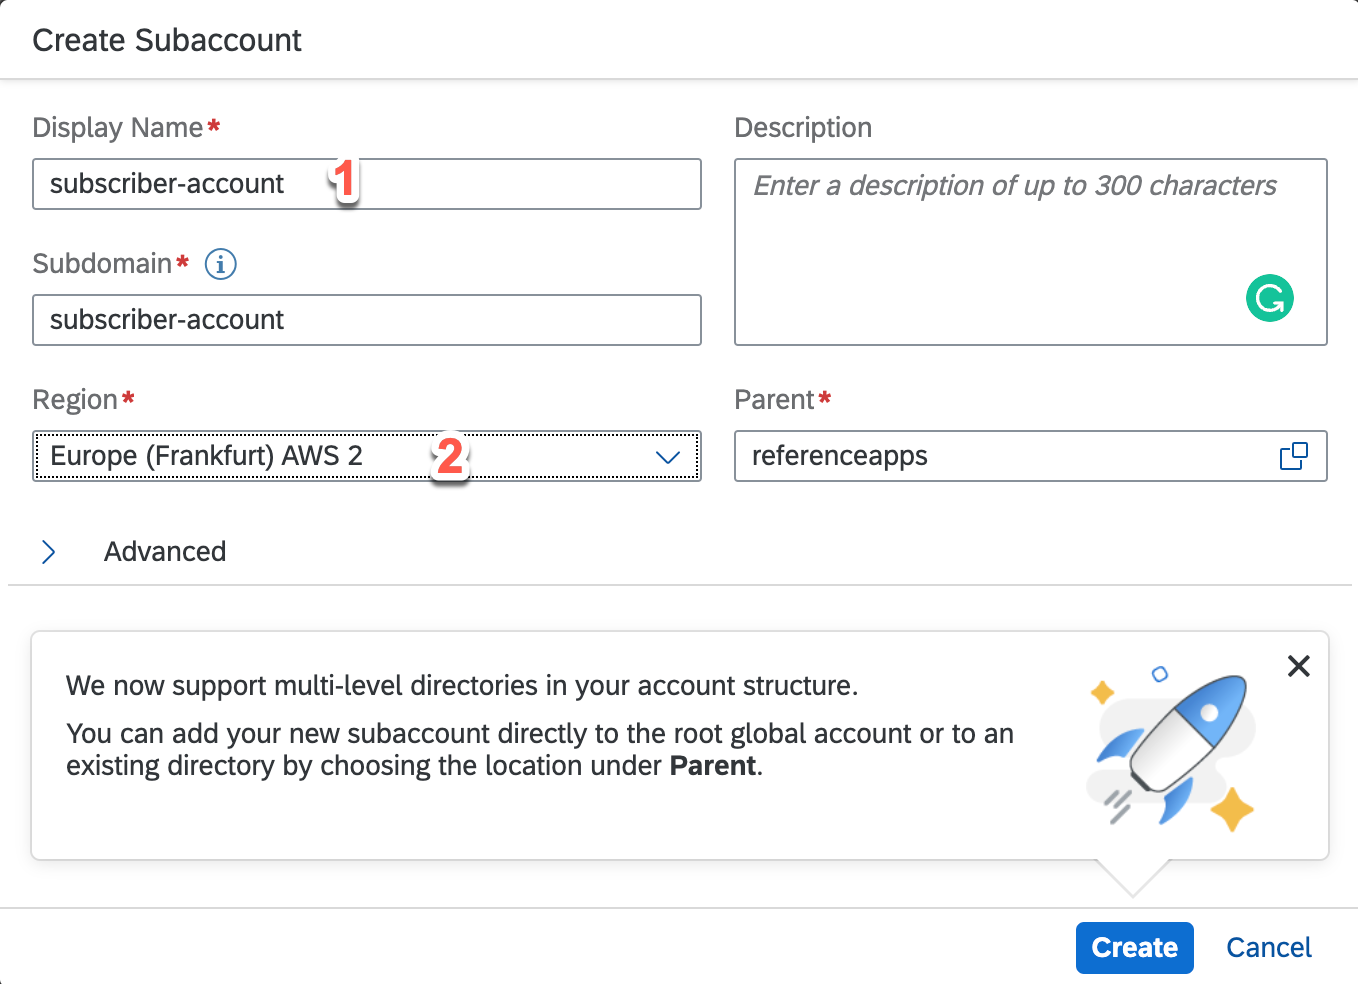 Create Subaccount
Display Name*
subscriber-account
1
Subdomain*
subscriber-account
Region*
Europe (Frankfurt) AWS 2
2
Description
Enter a description of up to 300 characters
Parent*
referenceapps
Advanced
We now support multi-level directories in your account structure.
You can add your new subaccount directly to the root global account or to an
existing directory by choosing the location under Parent.
Create
Cancel